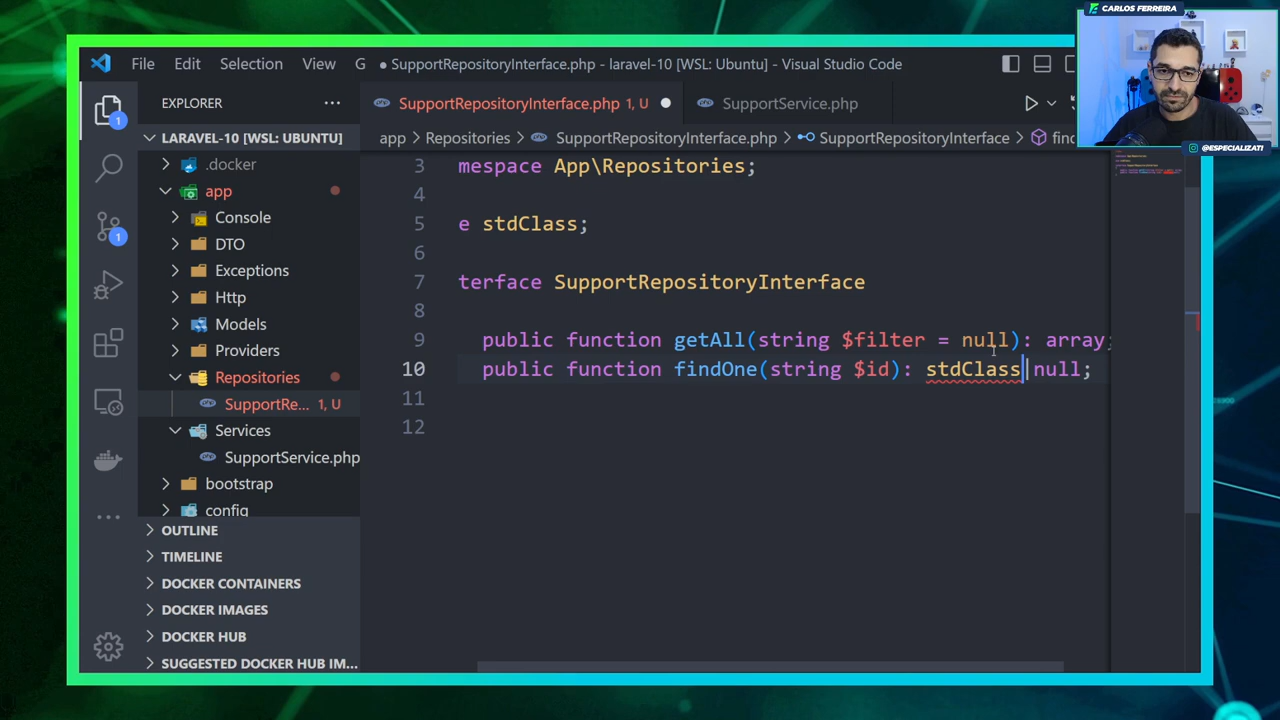 CARLOS FERREIRA
@ESPECIALIZATI
File Edit Selection View G
SupportRepositoryInterface.php - laravel-10 [WSL: Ubuntu] - Visual Studio Code
EXPLORER
SupportRepositoryInterface.php 1, U
SupportService.php
LARAVEL-10 [WSL: UBUNTU]
app > Repositories > SupportRepositoryInterface.php > SupportRepositoryInterface > fin
.docker
app
Console
DTO
Exceptions
Http
Models
Providers
Repositories
SupportRe... 1, U
Services
SupportService.php
bootstrap
config
OUTLINE
TIMELINE
DOCKER CONTAINERS
DOCKER IMAGES
DOCKER HUB
SUGGESTED DOCKER HUB IM...
1
1
3 mespace App\Repositories;
4
5 e stdClass;
6
7 terface SupportRepositoryInterface
8
9 public function getAll(string $filter = null): array;
10 public function findOne(string $id): stdClass|null;
11
12